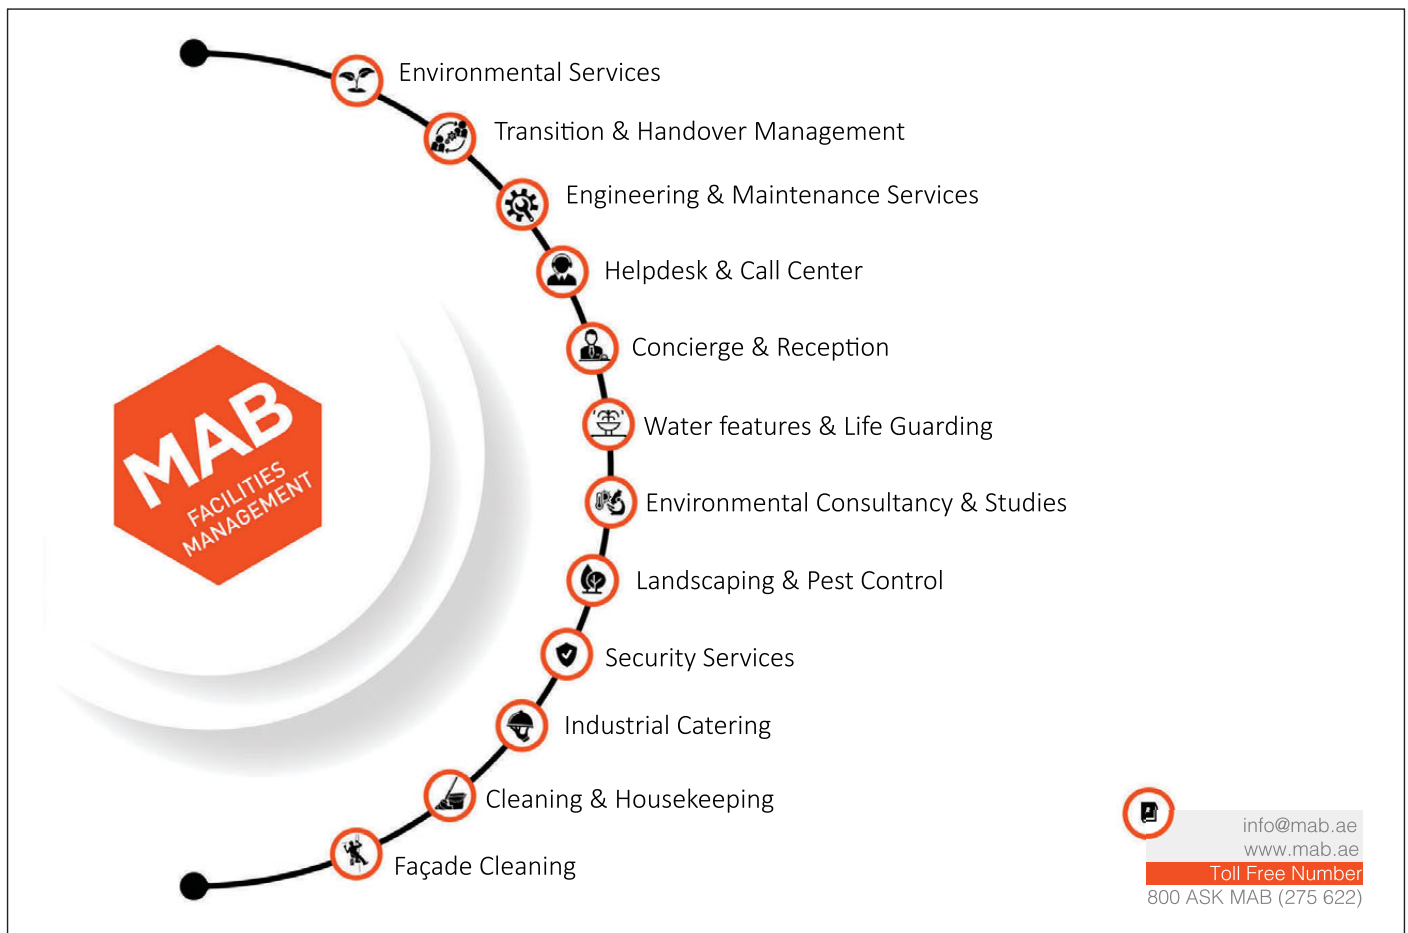 Environmental Services
Transition & Handover Management
Engineering & Maintenance Services
Helpdesk & Call Center
Concierge & Reception
MAB
FACILITIES
MANAGEMENT
Water features & Life Guarding
Environmental Consultancy & Studies
Landscaping & Pest Control
Security Services
Industrial Catering
Cleaning & Housekeeping
Façade Cleaning
info@mab.ae
www.mab.ae
Toll Free Number
800 ASK MAB (275 622)